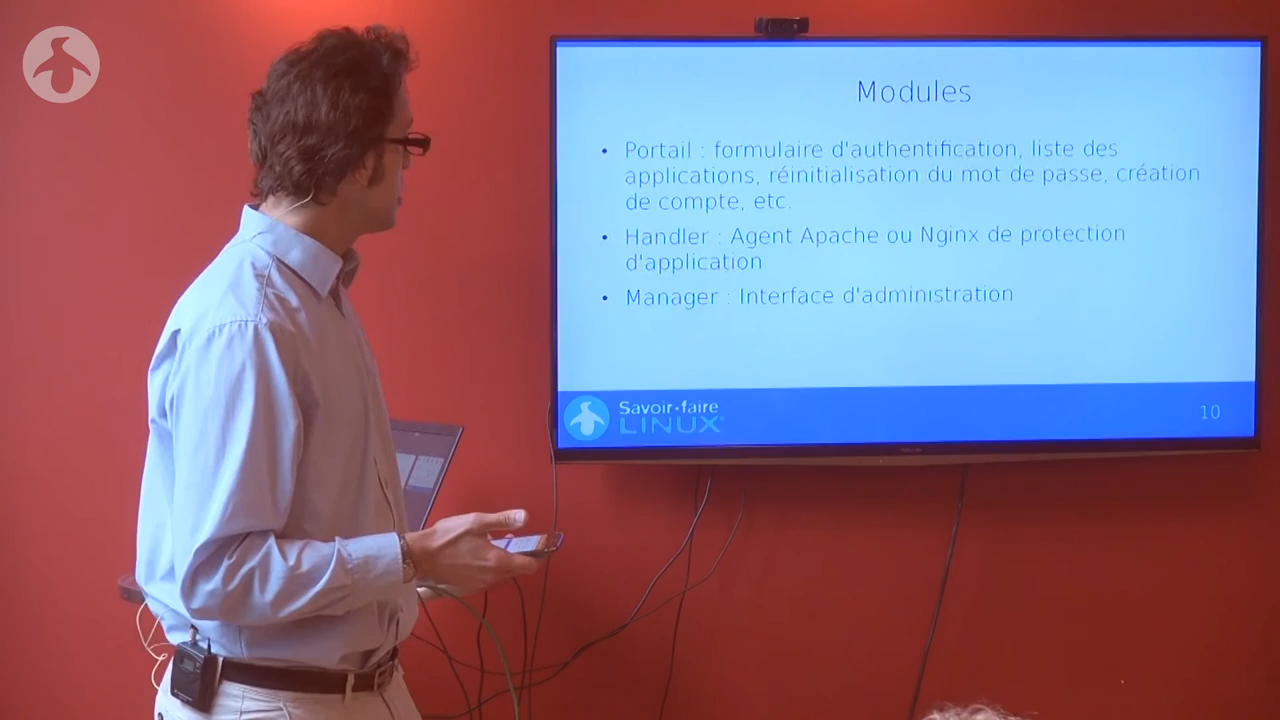 Modules
• Portail : formulaire d'authentification, liste des
applications, réinitialisation du mot de passe, création
de compte, etc.
• Handler : Agent Apache ou Nginx de protection
d'application
• Manager : Interface d'administration
Savoir-faire
LINUX
10